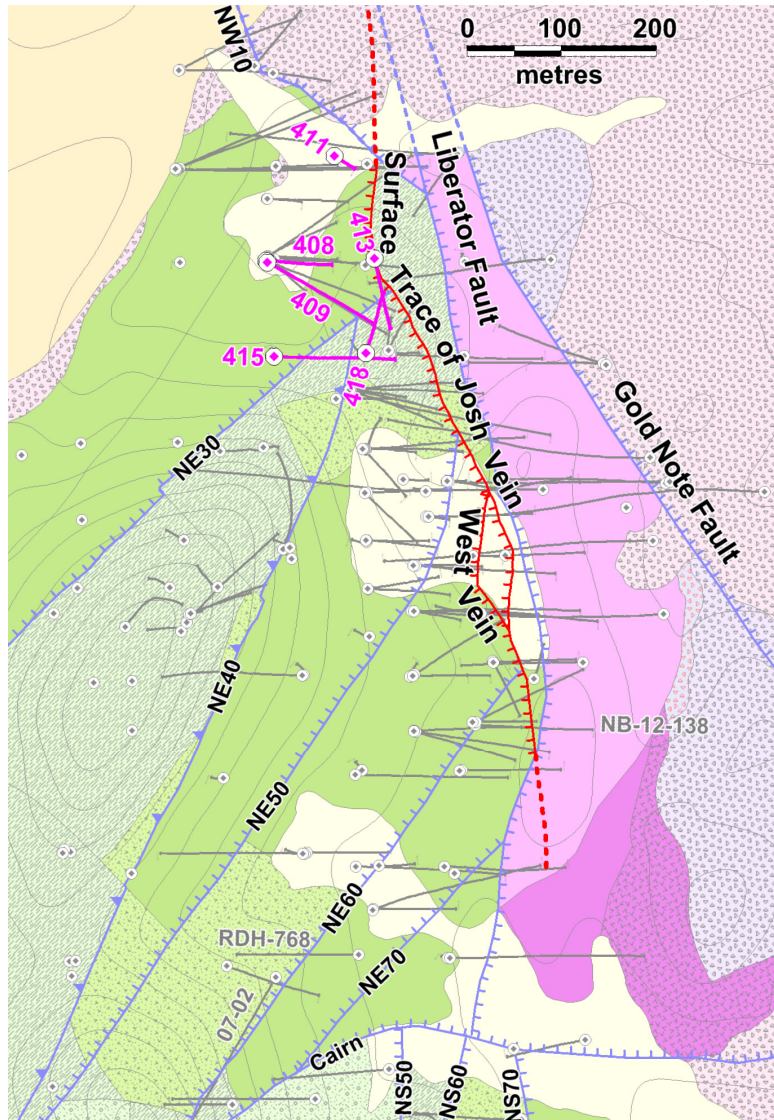 NW10
0 100 200
metres
411
Surface Trace of Josh Vein
Liberator Fault
413
408
409
415
418
Gold Note Fault
NE30
West Vein
NE40
NB-12-138
NE50
NE60
RDH-768
NE70
07-02
Cairn
NS50
NS60
NS70